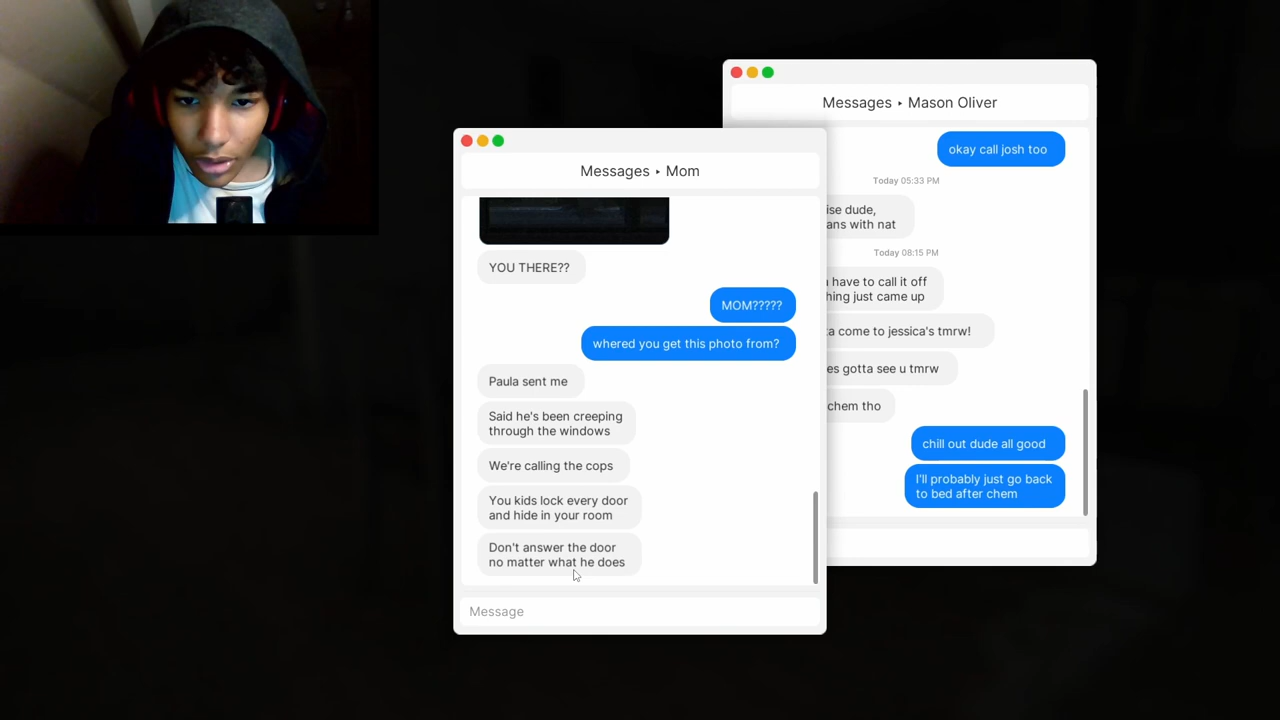 Messages ‣ Mason Oliver
okay call josh too
Today 05:33 PM
dude,
with nat
Today 08:15 PM
have to call it off
just came up
come to jessica's tmrw!
gotta see u tmrw
chem tho
chill out dude all good
I'll probably just go back
to bed after chem
Messages ‣ Mom
YOU THERE??
MOM?????
whered you get this photo from?
Paula sent me
Said he's been creeping
through the windows
We're calling the cops
You kids lock every door
and hide in your room
Don't answer the door
no matter what he does
Message